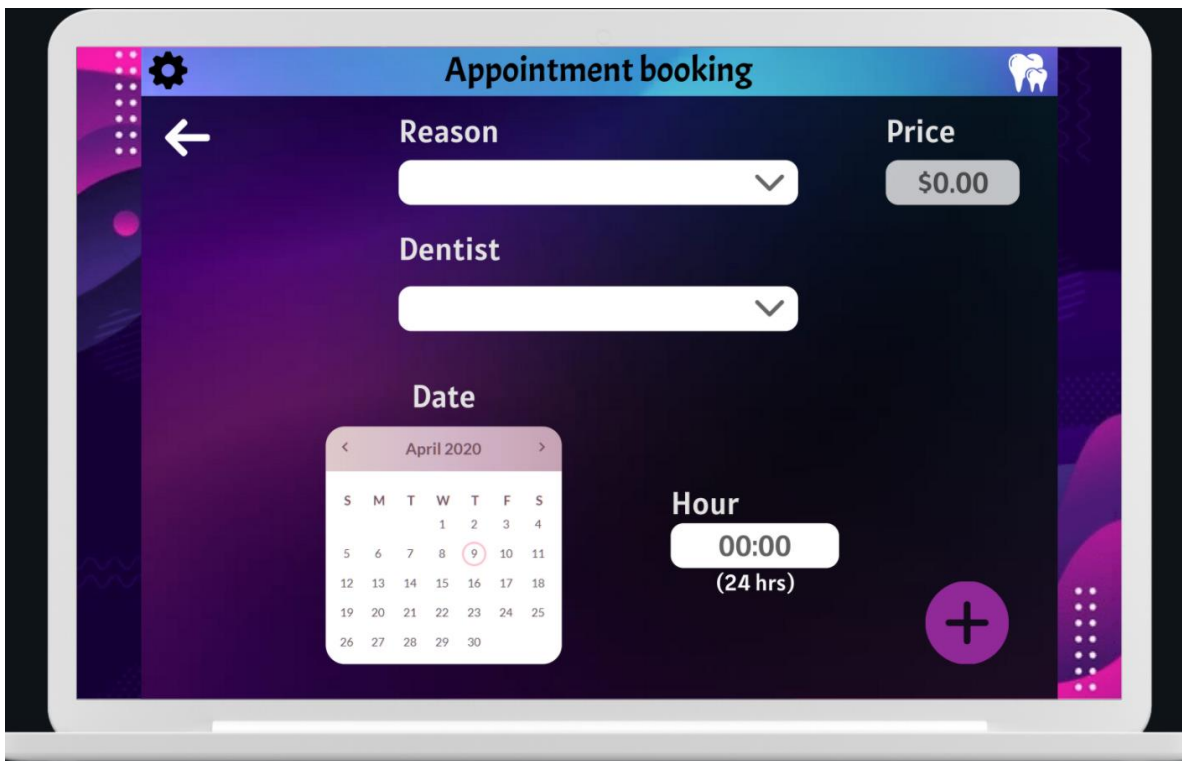 Appointment booking
Reason
Price
$0.00
Dentist
Date
< April 2020 >
S M T W T F S
1 2 3 4
5 6 7 8 9 10 11
12 13 14 15 16 17 18
19 20 21 22 23 24 25
26 27 28 29 30
Hour
00:00
(24 hrs)